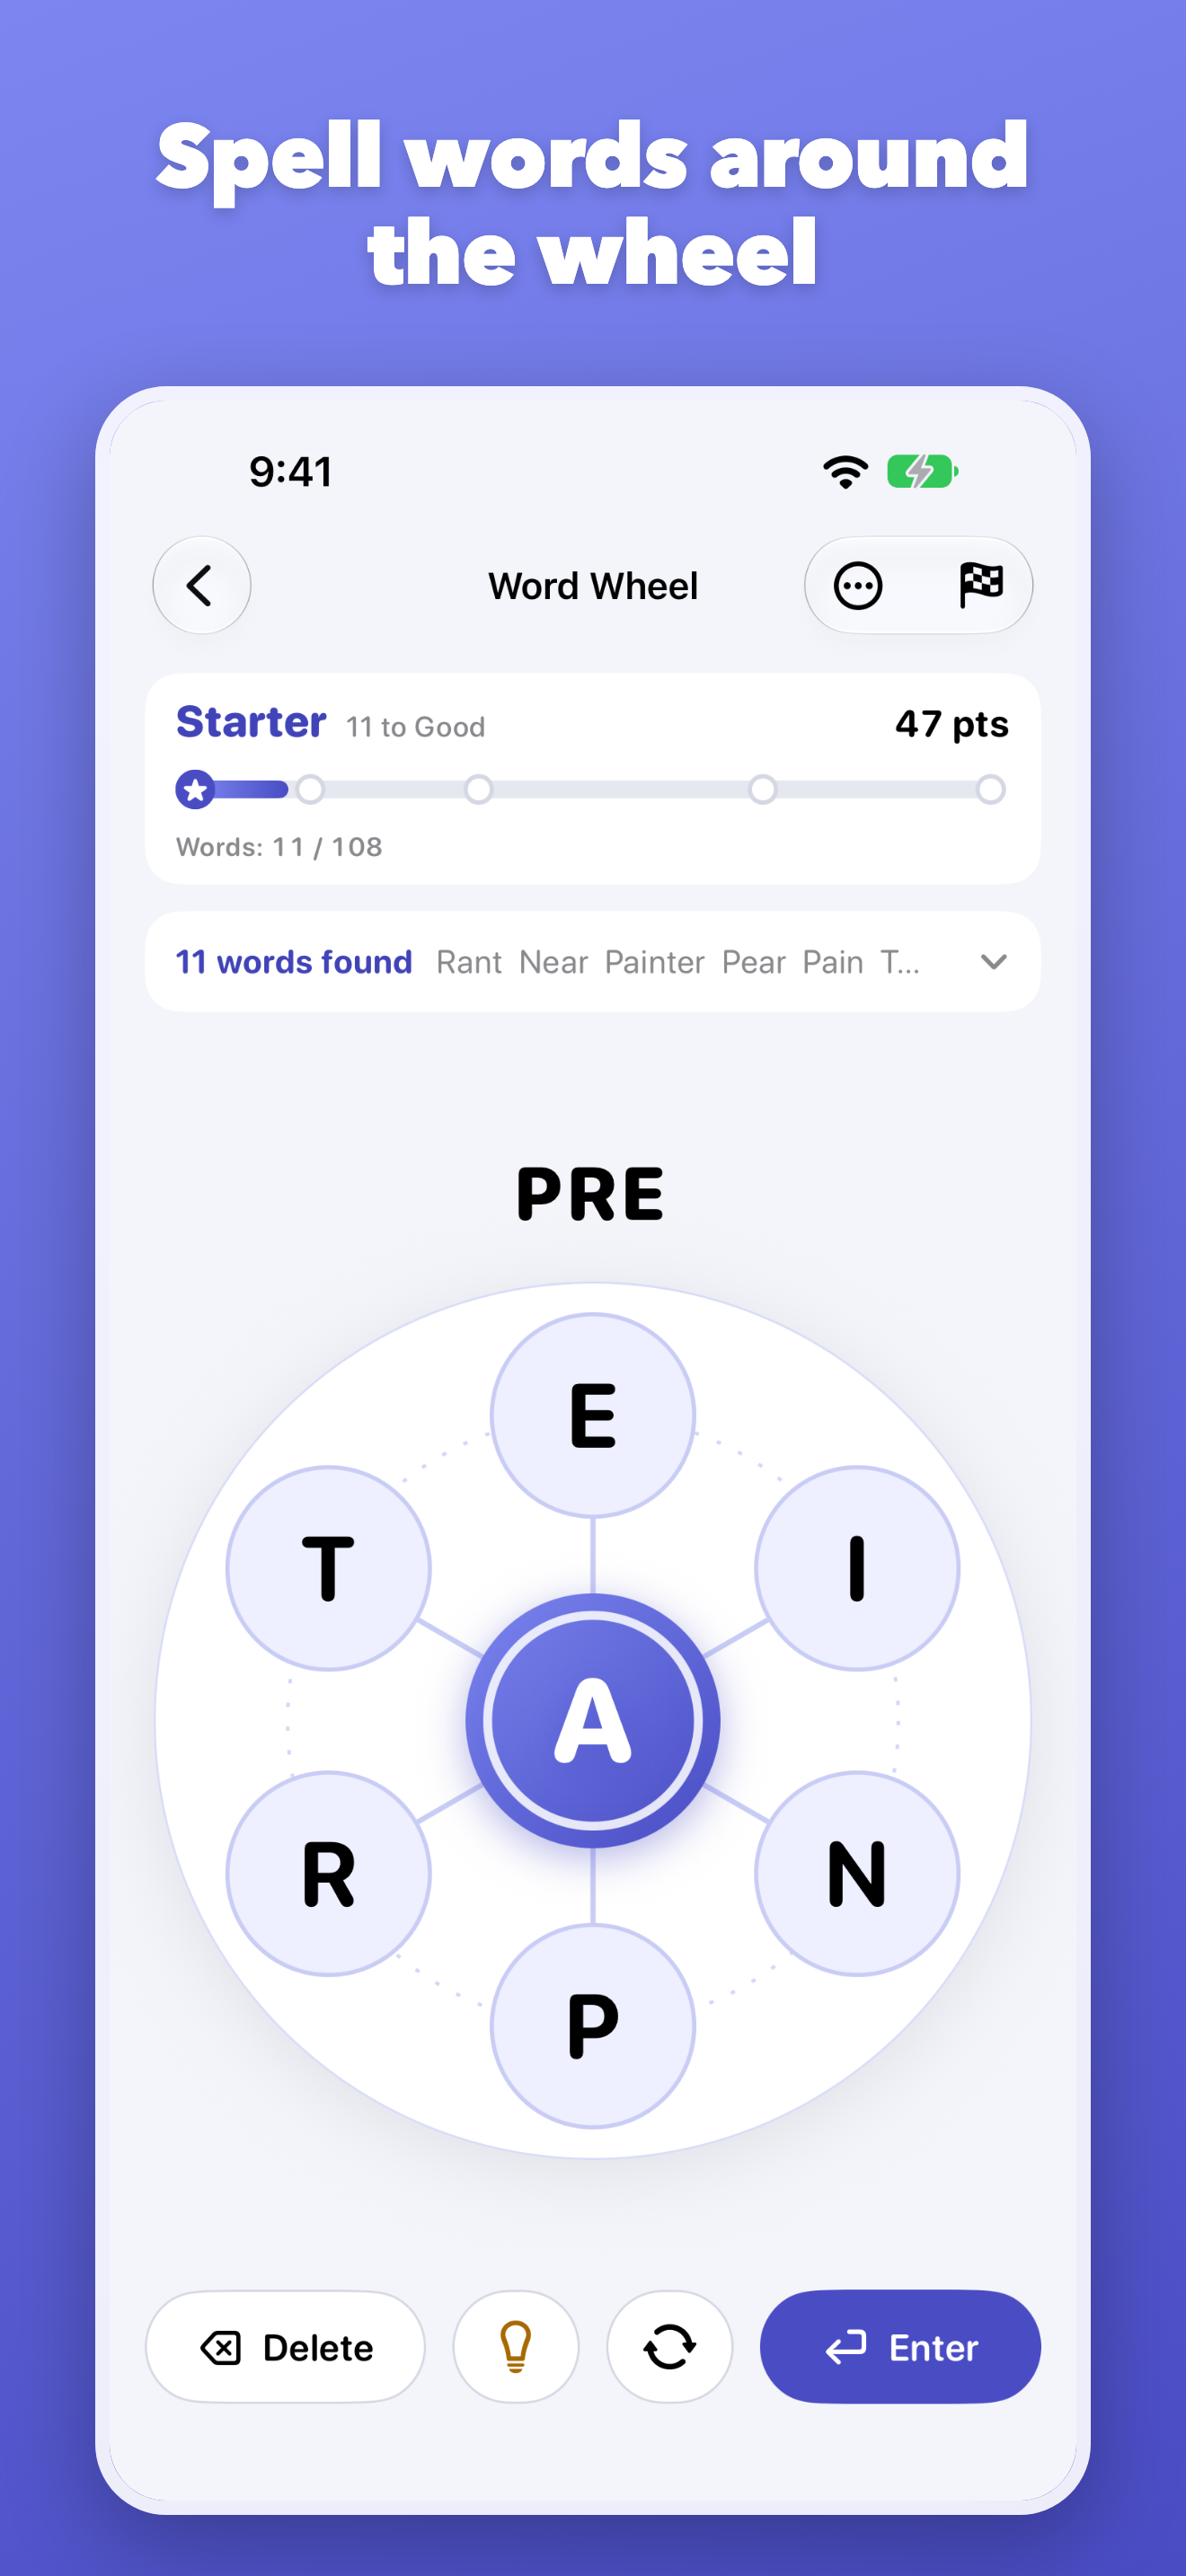 Spell words around
the wheel
9:41
Word Wheel
Starter 11 to Good 47 pts
Words: 11 / 108
11 words found Rant Near Painter Pear Pain T...
PRE
E
T I
A
R N
P
Delete Enter